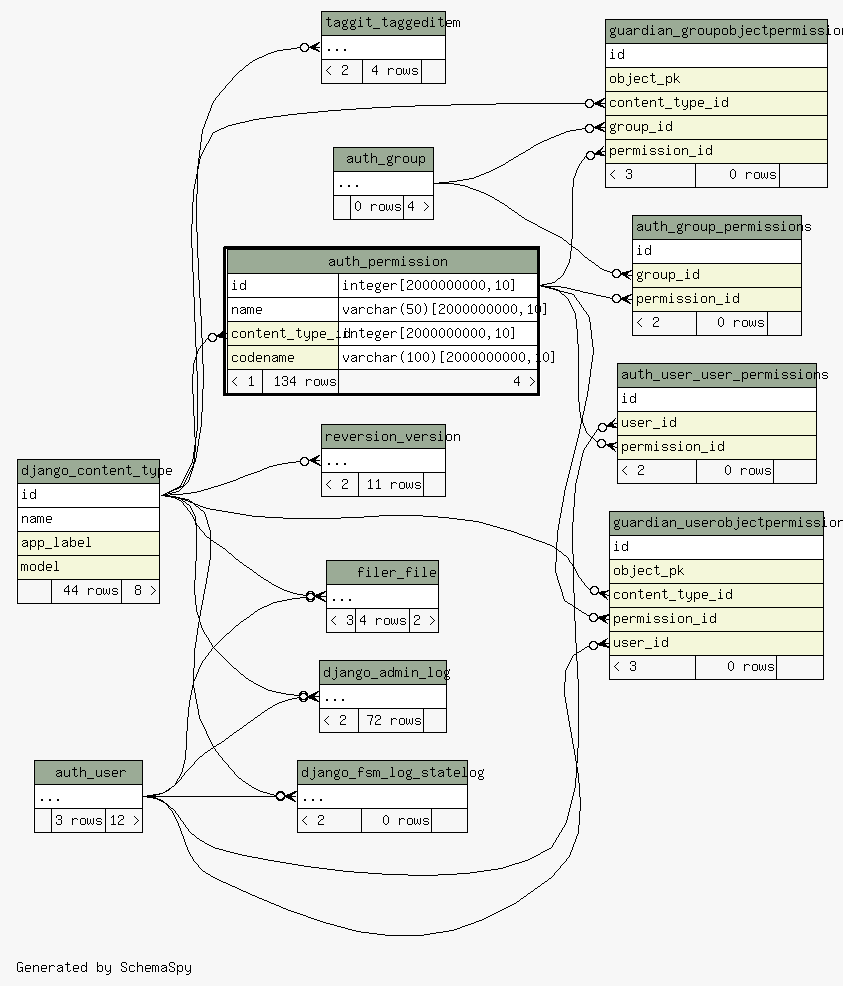 taggit_taggeditem
...
< 2 4 rows
guardian_groupobjectpermission
id
object_pk
content_type_id
group_id
permission_id
< 3 0 rows
auth_group
...
0 rows 4 >
auth_group_permissions
id
group_id
permission_id
< 2 0 rows
auth_permission
id integer[2000000000,10]
name varchar(50)[2000000000,10]
content_type_id integer[2000000000,10]
codename varchar(100)[2000000000,10]
< 1 134 rows 4 >
auth_user_user_permissions
id
user_id
permission_id
< 2 0 rows
reversion_version
...
< 2 11 rows
django_content_type
id
name
app_label
model
44 rows 8 >
guardian_userobjectpermission
id
object_pk
content_type_id
permission_id
user_id
< 3 0 rows
filer_file
...
< 3 4 rows 2 >
django_admin_log
...
< 2 72 rows
auth_user
...
3 rows 12 >
django_fsm_log_statelog
...
< 2 0 rows
Generated by SchemaSpy